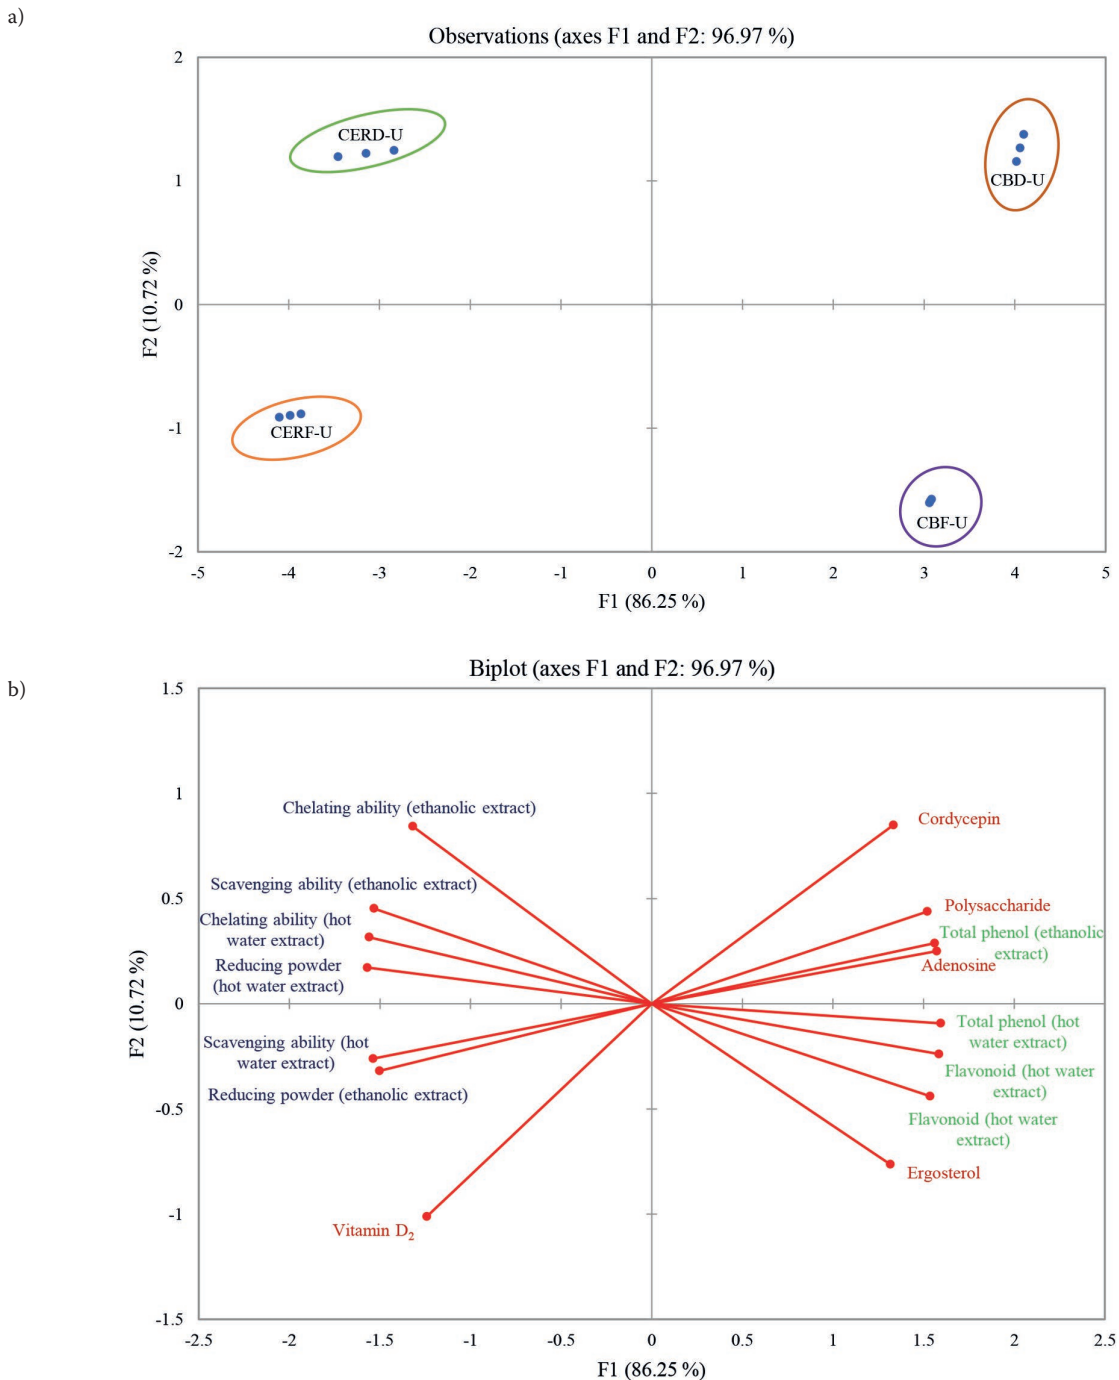 a)
Observations (axes F1 and F2: 96.97 %)
2
CERD-U
CBD-U
1
0
F2 (10.72 %)
-1
CERF-U
CBF-U
-2
-5 -4 -3 -2 -1 0 1 2 3 4 5
F1 (86.25 %)
b)
Biplot (axes F1 and F2: 96.97 %)
1.5
1
Chelating ability (ethanolic extract)
Cordycepin
0.5
Scavenging ability (ethanolic extract)
Chelating ability (hot
water extract)
Reducing powder
(hot water extract)
Polysaccharide
Total phenol (ethanolic
extract)
Adenosine
0
F2 (10.72 %)
Scavenging ability (hot
water extract)
Reducing powder (ethanolic extract)
Total phenol (hot
water extract)
Flavonoid (hot water
extract)
Flavonoid (hot water
extract)
-0.5
Ergosterol
-1
Vitamin D₂
-1.5
-2.5 -2 -1.5 -1 -0.5 0 0.5 1 1.5 2 2.5
F1 (86.25 %)